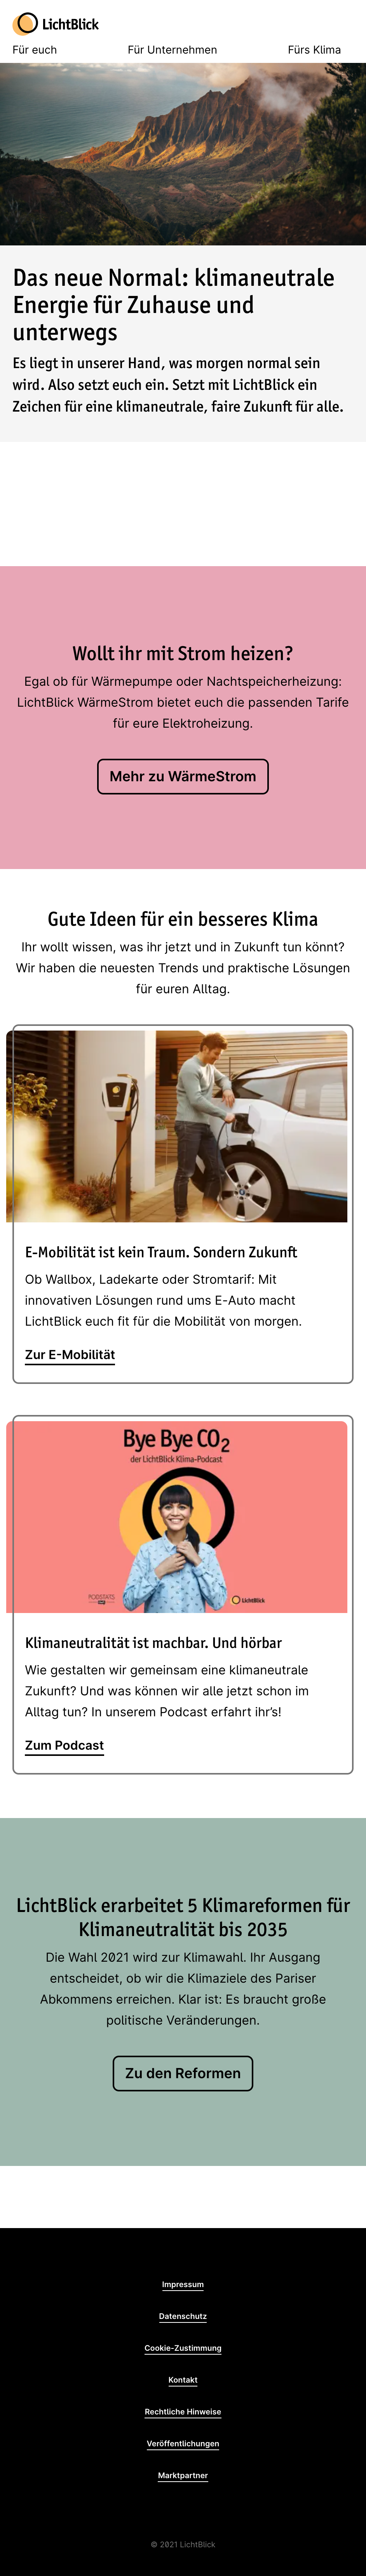 LichtBlick
Für euch Für Unternehmen Fürs Klima
Das neue Normal: klimaneutrale
Energie für Zuhause und
unterwegs
Es liegt in unserer Hand, was morgen normal sein
wird. Also setzt euch ein. Setzt mit LichtBlick ein
Zeichen für eine klimaneutrale, faire Zukunft für alle.
Wollt ihr mit Strom heizen?
Egal ob für Wärmepumpe oder Nachtspeicherheizung:
LichtBlick WärmeStrom bietet euch die passenden Tarife
für eure Elektroheizung.
Mehr zu WärmeStrom
Gute Ideen für ein besseres Klima
Ihr wollt wissen, was ihr jetzt und in Zukunft tun könnt?
Wir haben die neuesten Trends und praktische Lösungen
für euren Alltag.
E-Mobilität ist kein Traum. Sondern Zukunft
Ob Wallbox, Ladekarte oder Stromtarif: Mit
innovativen Lösungen rund ums E-Auto macht
LichtBlick euch fit für die Mobilität von morgen.
Zur E-Mobilität
Bye Bye CO₂
der LichtBlick Klima-Podcast
PODSTARS
LichtBlick
Klimaneutralität ist machbar. Und hörbar
Wie gestalten wir gemeinsam eine klimaneutrale
Zukunft? Und was können wir alle jetzt schon im
Alltag tun? In unserem Podcast erfahrt ihr’s!
Zum Podcast
LichtBlick erarbeitet 5 Klimareformen für
Klimaneutralität bis 2035
Die Wahl 2021 wird zur Klimawahl. Ihr Ausgang
entscheidet, ob wir die Klimaziele des Pariser
Abkommens erreichen. Klar ist: Es braucht große
politische Veränderungen.
Zu den Reformen
Impressum
Datenschutz
Cookie-Zustimmung
Kontakt
Rechtliche Hinweise
Veröffentlichungen
Marktpartner
© 2021 LichtBlick